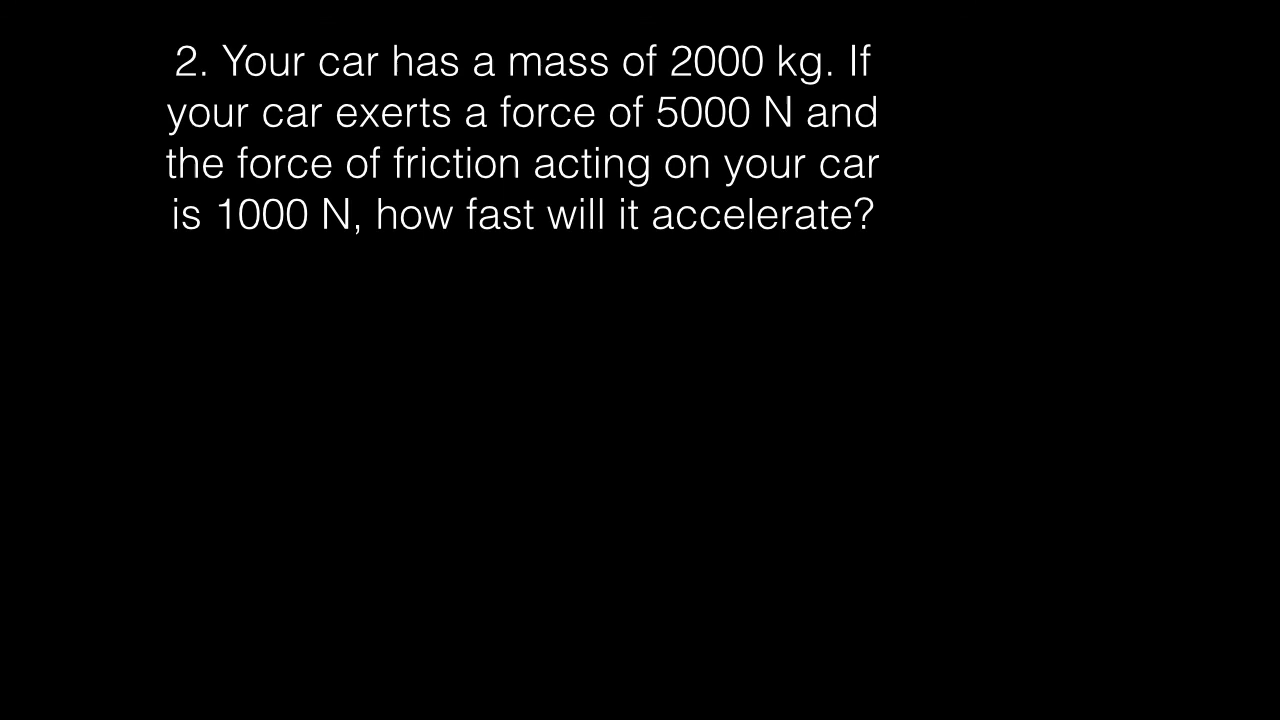 2. Your car has a mass of 2000 kg. If
your car exerts a force of 5000 N and
the force of friction acting on your car
is 1000 N, how fast will it accelerate?